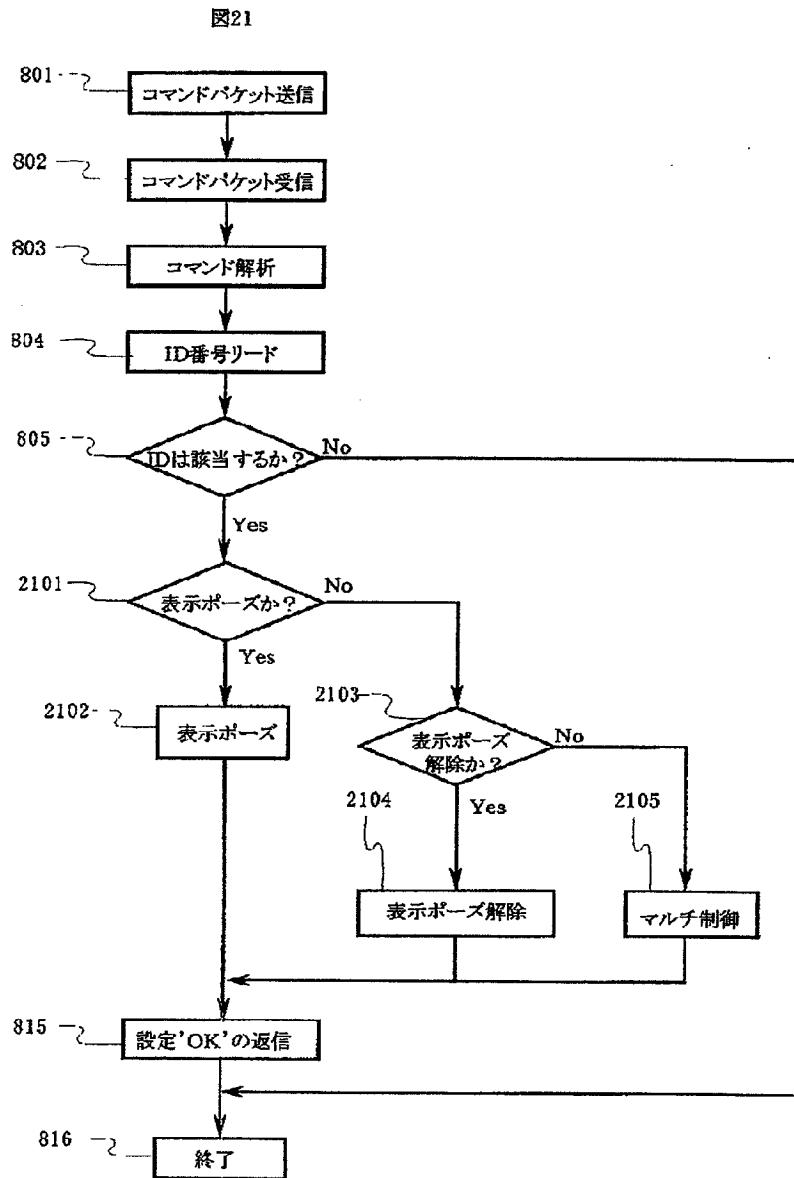 図21
801
コマンドパケット送信
802
コマンドパケット受信
803
コマンド解析
804
ID番号リード
805
IDは該当するか？
No
Yes
2101
表示ポーズか？
No
Yes
2102
表示ポーズ
2103
表示ポーズ
解除か？
No
Yes
2104
表示ポーズ解除
2105
マルチ制御
815
設定'OK'の返信
816
終了